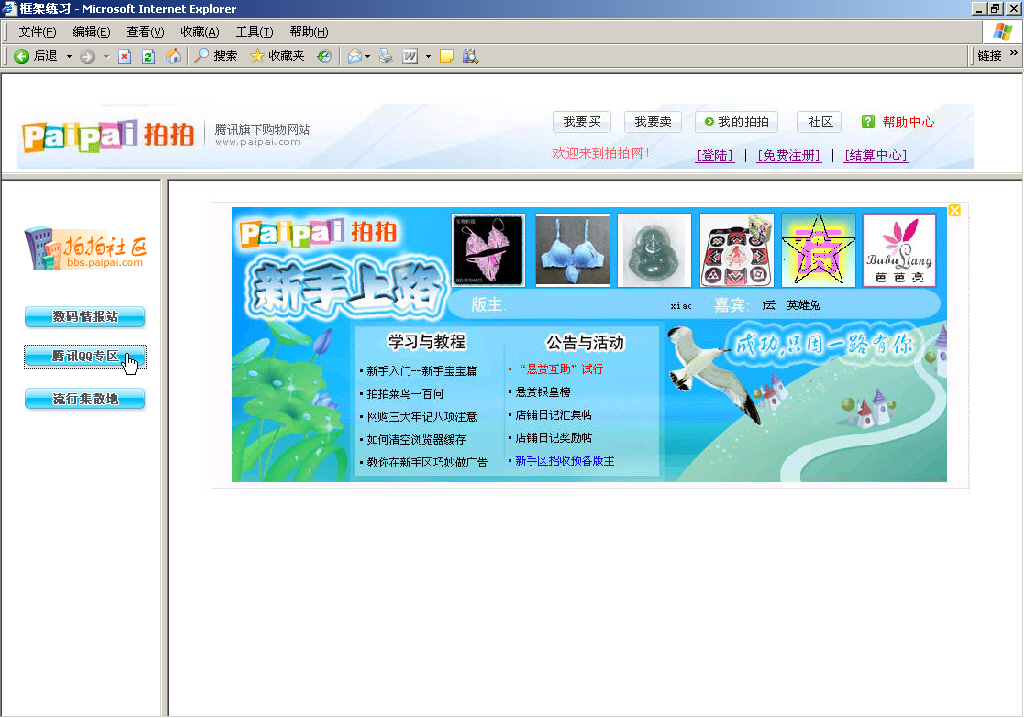 框架练习 - Microsoft Internet Explorer
文件(F) 编辑(E) 查看(V) 收藏(A) 工具(T) 帮助(H)
后退 搜索 收藏夹 链接 »
PaiPai 拍拍
腾讯旗下购物网站
www.paipai.com
我要买 我要卖 我的拍拍 社区 帮助中心
欢迎来到拍拍网! [登陆] | [免费注册] | [结算中心]
拍拍社区
bbs.paipai.com
数码情报站
腾讯QQ专区
流行集散地
PaiPai 拍拍
新手上路
芭芭亮
版主: xiao 嘉宾: 云 英雄兔
学习与教程
·新手入门--新手宝宝篇
·拍拍菜鸟一百问
·网购三大牢记八项注意
·如何清空浏览器缓存
·教你在新手区巧妙做广告
公告与活动
·“悬赏互助”试行
·悬赏银皇榜
·店铺日记汇集帖
·店铺日记奖励帖
·新手区招收预备版主
成功,只因一路有你